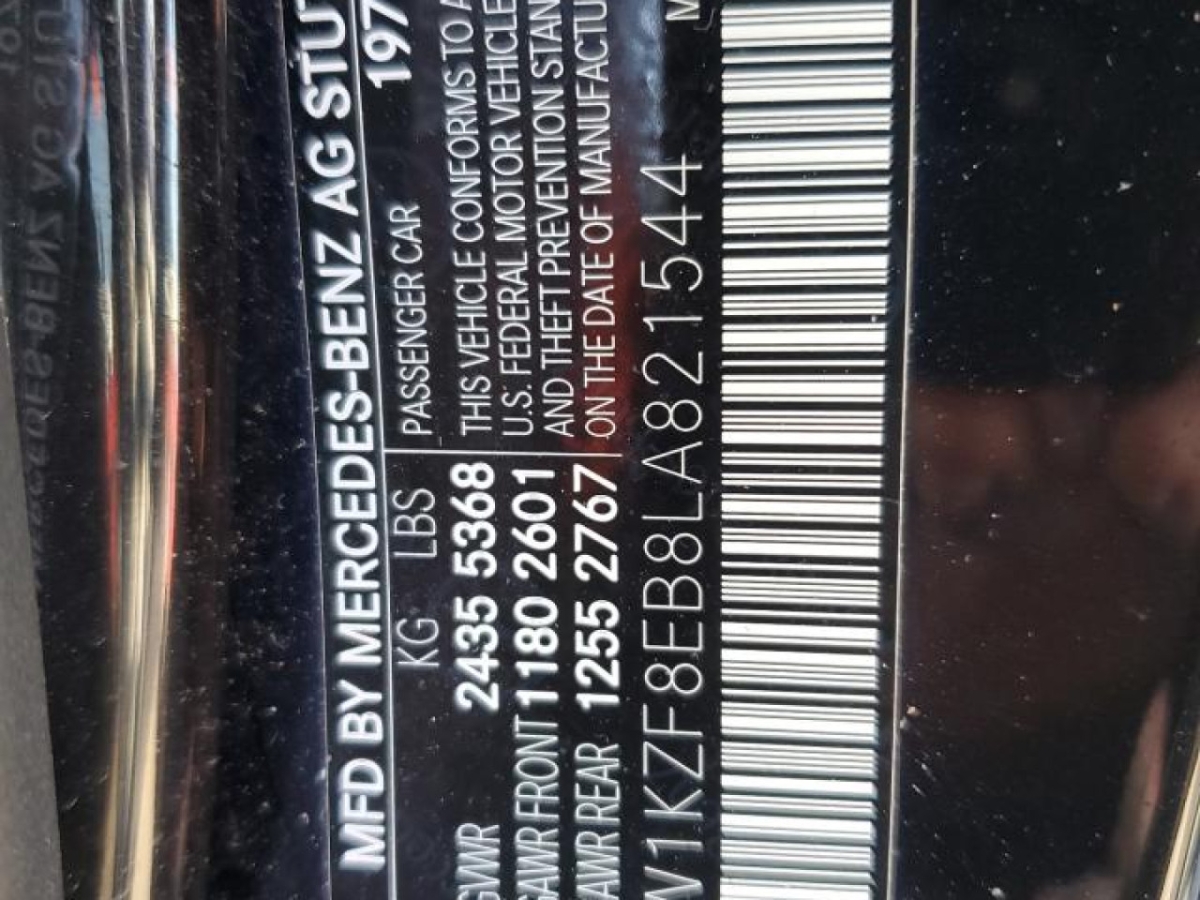 MFD BY MERCEDES-BENZ AG STUT
197
KG LBS PASSENGER CAR
GVWR 2435 5368 THIS VEHICLE CONFORMS TO A
GAWR FRONT 1180 2601 U.S. FEDERAL MOTOR VEHICLE
GAWR REAR 1255 2767 AND THEFT PREVENTION STAN
ON THE DATE OF MANUFACTU
W1KZF8EB8LA821544
M